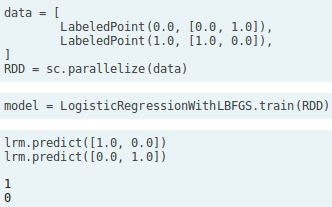 data = [
        LabeledPoint(0.0, [0.0, 1.0]),
        LabeledPoint(1.0, [1.0, 0.0]),
]
RDD = sc.parallelize(data)
model = LogisticRegressionWithLBFGS.train(RDD)
lrm.predict([1.0, 0.0])
lrm.predict([0.0, 1.0])
1
0